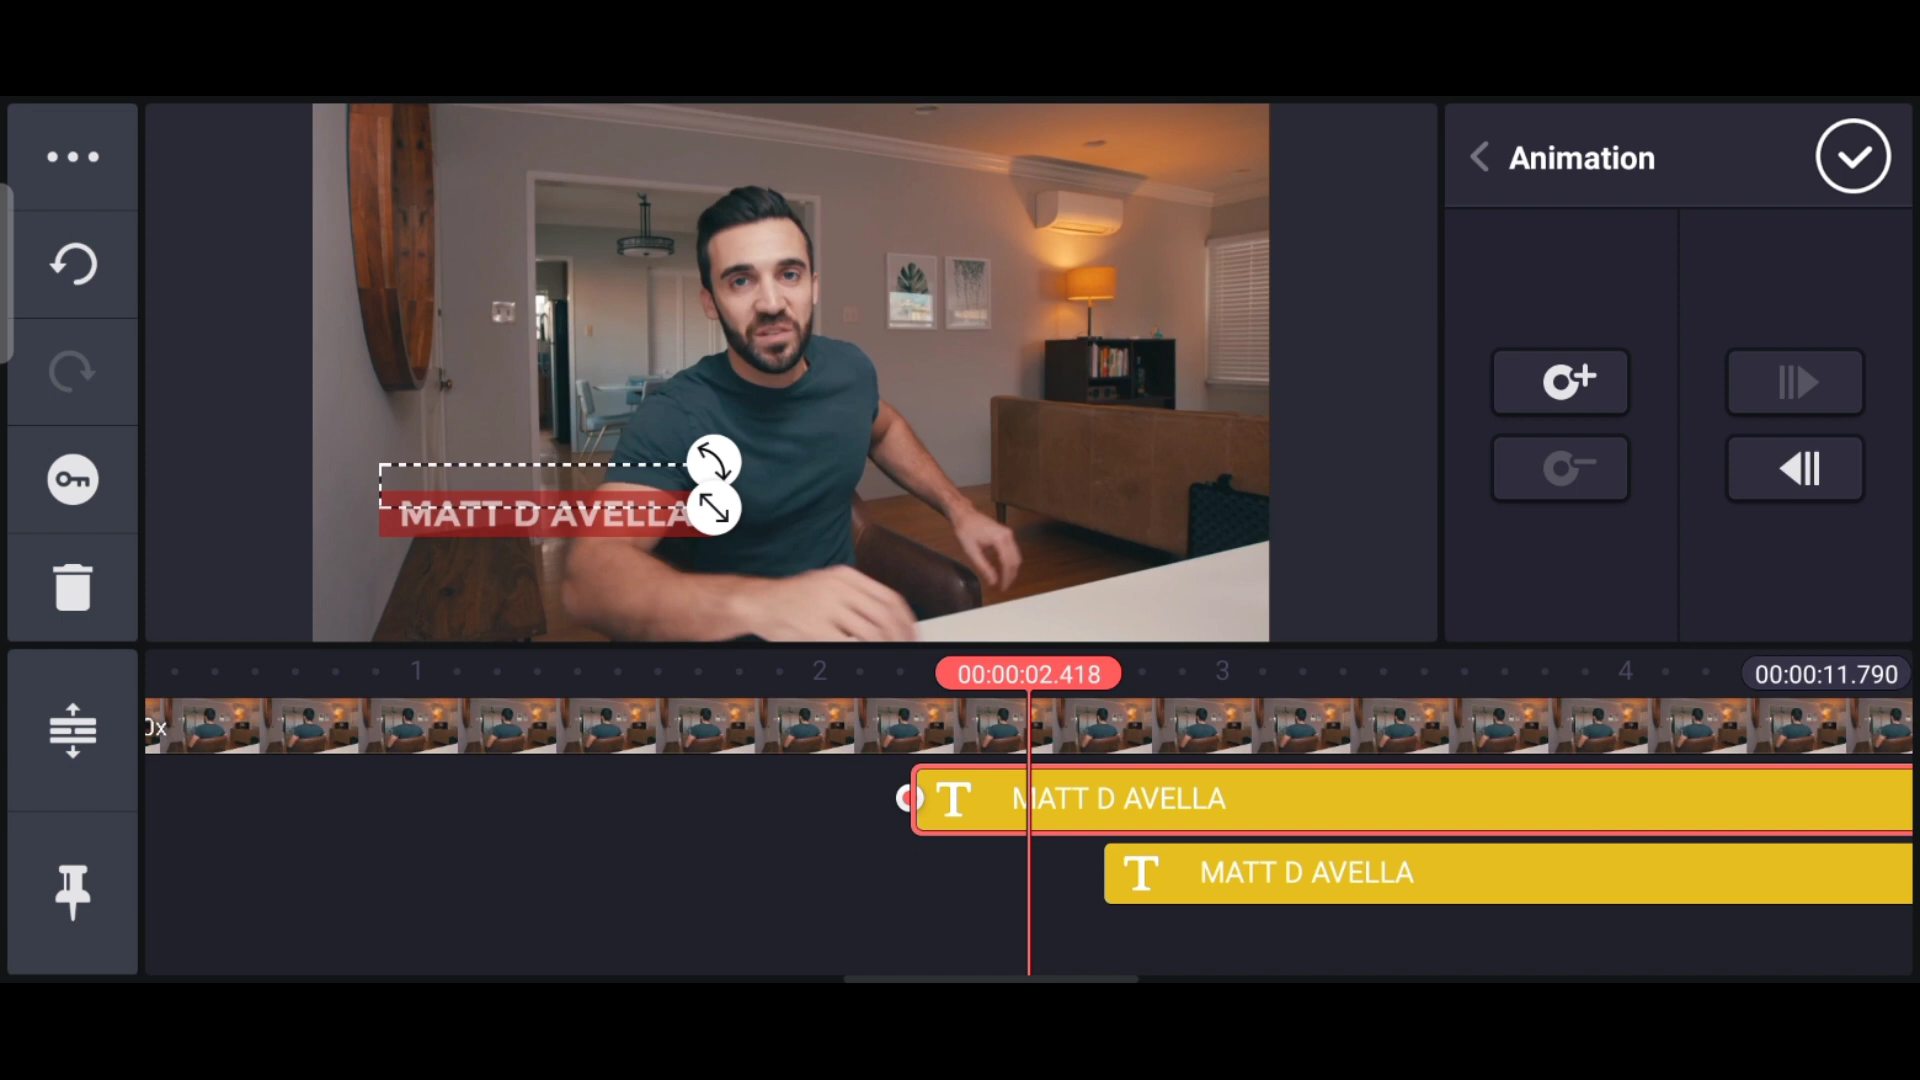 Animation
MATT D AVELLA
1
2
00:00:02.418
3
4
00:00:11.790
0x
T MATT D AVELLA
T MATT D AVELLA